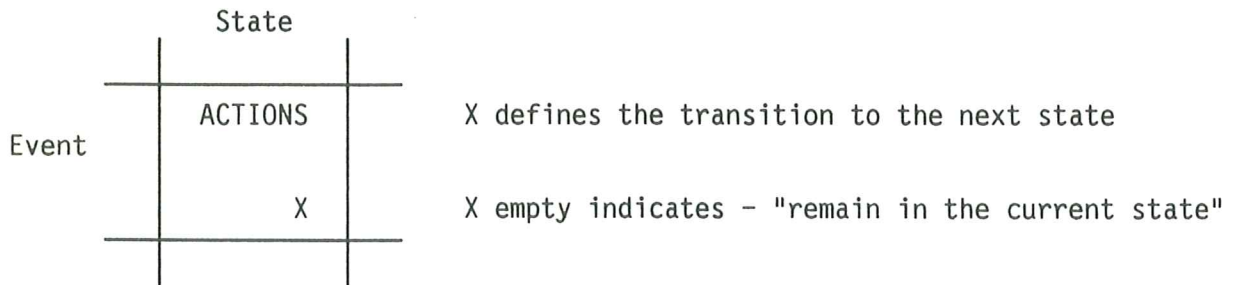 State
ACTIONS X defines the transition to the next state
Event
X X empty indicates - "remain in the current state"